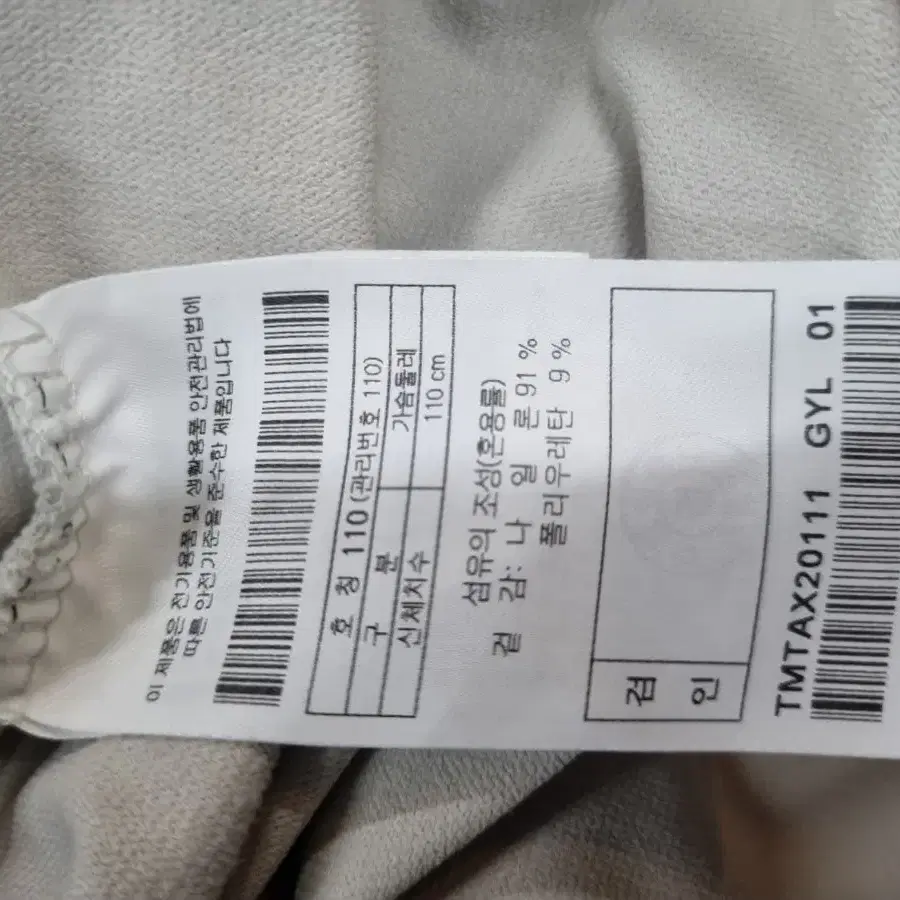 이 제품은 전기용품 및 생활용품 안전관리법에
따른 안전기준을 준수한 제품입니다
호 칭 110 (관리번호 110)
구 분 가슴둘레
신체치수 110 cm
섬유의 조성(혼용률)
겉 감: 나 일 론 91 %
폴리우레탄 9 %
검
인
TMTAX20111 GYL 01